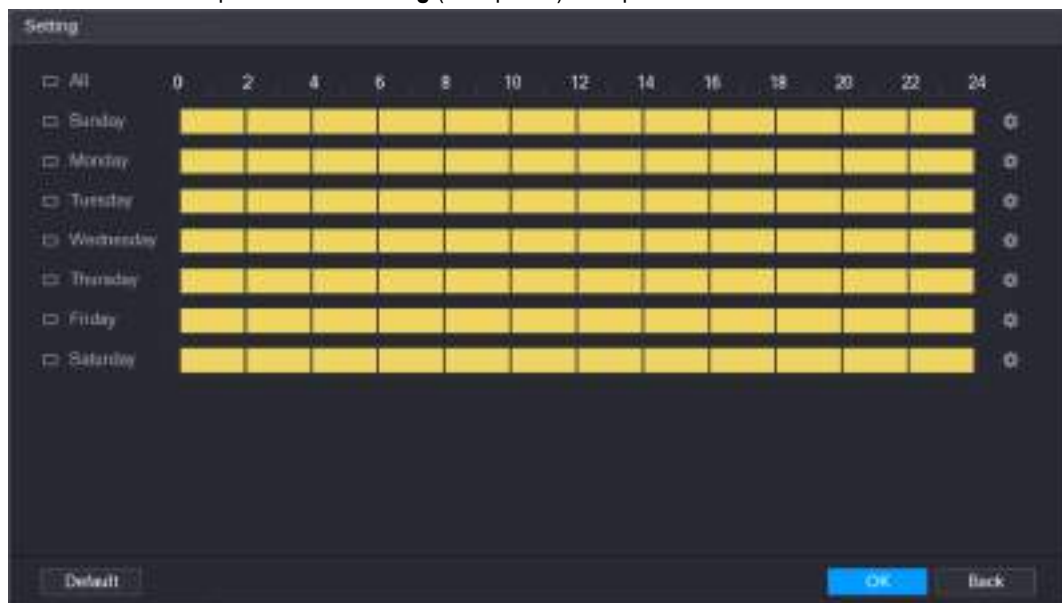 Setting
All 0 2 4 6 8 10 12 14 16 18 20 22 24
Sunday
Monday
Tuesday
Wednesday
Thursday
Friday
Saturday
Default OK Back